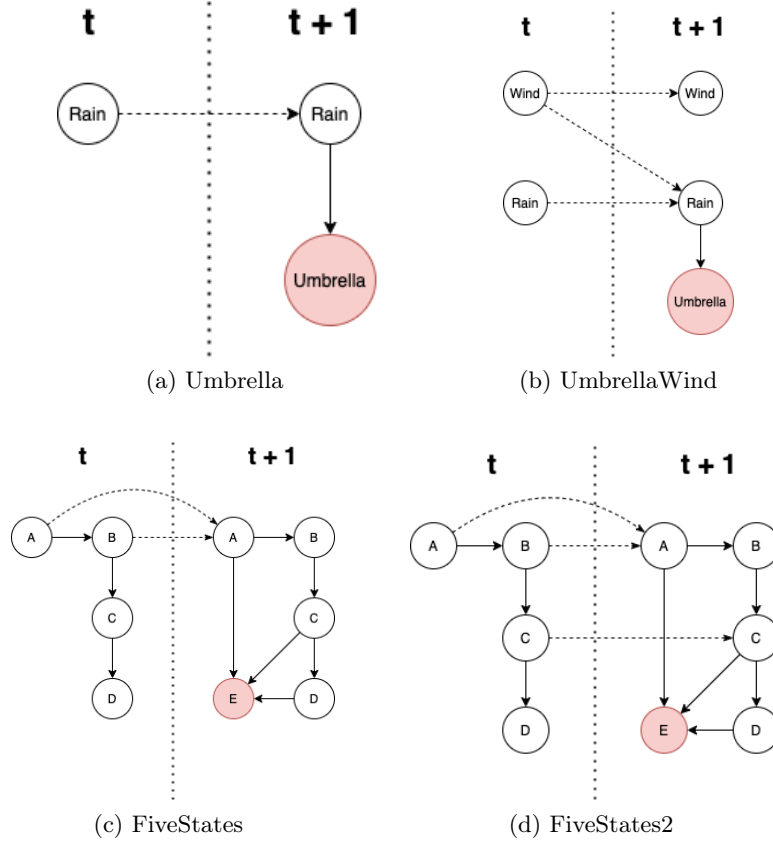 t
t + 1
Rain
Rain
Umbrella
(a) Umbrella
t
t + 1
Wind
Wind
Rain
Rain
Umbrella
(b) UmbrellaWind
t
t + 1
A
B
A
B
C
C
D
E
D
(c) FiveStates
t
t + 1
A
B
A
B
C
C
D
E
D
(d) FiveStates2